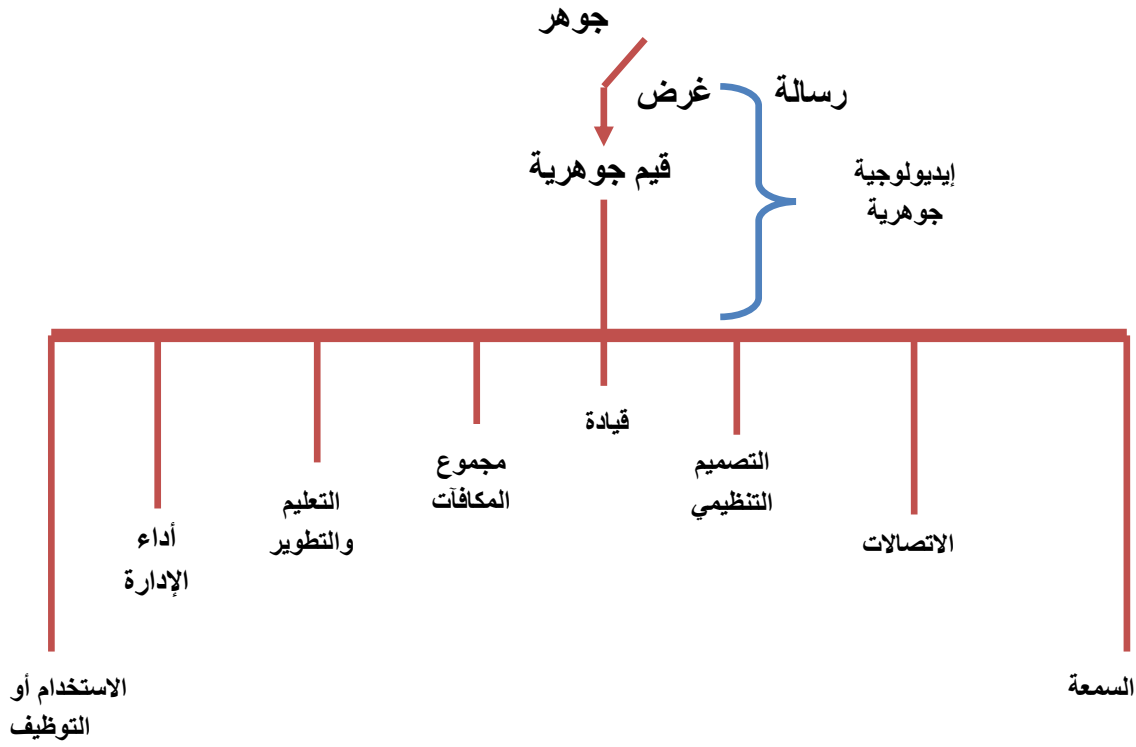 جوهر
رسالة
غرض
قيم جوهرية
إيديولوجية
جوهرية
قيادة
التصميم
التنظيمي
مجموع
المكافآت
الاتصالات
التعليم
والتطوير
أداء
الإدارة
السمعة
الاستخدام أو
التوظيف